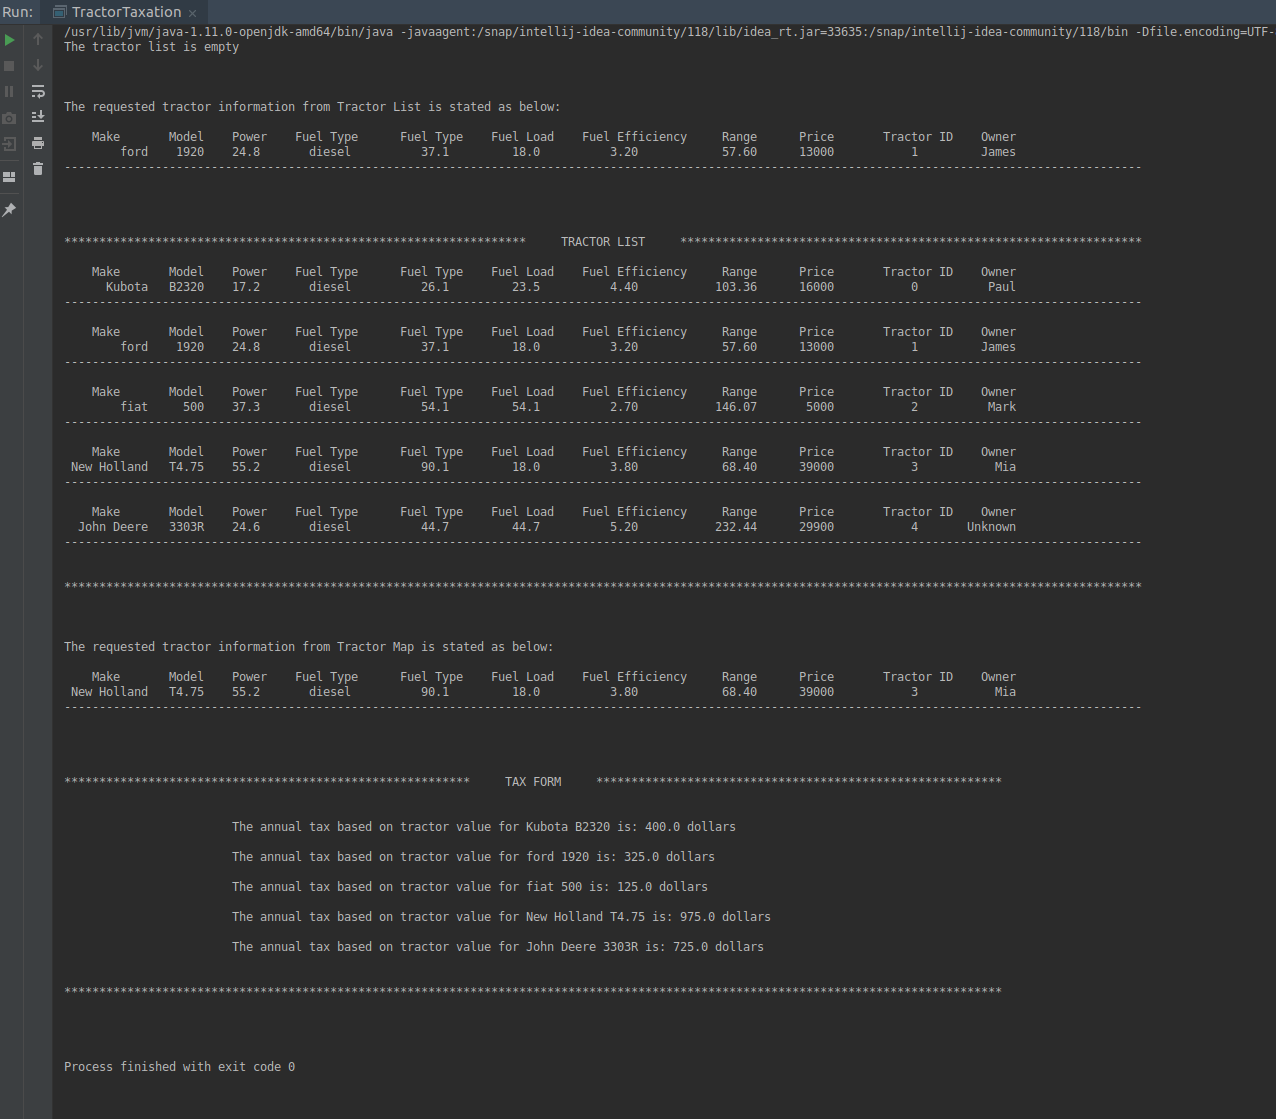 Run: TractorTaxation ×
/usr/lib/jvm/java-1.11.0-openjdk-amd64/bin/java -javaagent:/snap/intellij-idea-community/118/lib/idea_rt.jar=33635:/snap/intellij-idea-community/118/bin -Dfile.encoding=UTF-
The tractor list is empty
The requested tractor information from Tractor List is stated as below:
Make Model Power Fuel Type Fuel Type Fuel Load Fuel Efficiency Range Price Tractor ID Owner
ford 1920 24.8 diesel 37.1 18.0 3.20 57.60 13000 1 James
----------------------------------------------------------------------------------------------------------------------------------------------------------
****************************************************************** TRACTOR LIST ******************************************************************
Make Model Power Fuel Type Fuel Type Fuel Load Fuel Efficiency Range Price Tractor ID Owner
Kubota B2320 17.2 diesel 26.1 23.5 4.40 103.36 16000 0 Paul
----------------------------------------------------------------------------------------------------------------------------------------------------------
Make Model Power Fuel Type Fuel Type Fuel Load Fuel Efficiency Range Price Tractor ID Owner
ford 1920 24.8 diesel 37.1 18.0 3.20 57.60 13000 1 James
----------------------------------------------------------------------------------------------------------------------------------------------------------
Make Model Power Fuel Type Fuel Type Fuel Load Fuel Efficiency Range Price Tractor ID Owner
fiat 500 37.3 diesel 54.1 54.1 2.70 146.07 5000 2 Mark
----------------------------------------------------------------------------------------------------------------------------------------------------------
Make Model Power Fuel Type Fuel Type Fuel Load Fuel Efficiency Range Price Tractor ID Owner
New Holland T4.75 55.2 diesel 90.1 18.0 3.80 68.40 39000 3 Mia
----------------------------------------------------------------------------------------------------------------------------------------------------------
Make Model Power Fuel Type Fuel Type Fuel Load Fuel Efficiency Range Price Tractor ID Owner
John Deere 3303R 24.6 diesel 44.7 44.7 5.20 232.44 29900 4 Unknown
----------------------------------------------------------------------------------------------------------------------------------------------------------
**********************************************************************************************************************************************************
The requested tractor information from Tractor Map is stated as below:
Make Model Power Fuel Type Fuel Type Fuel Load Fuel Efficiency Range Price Tractor ID Owner
New Holland T4.75 55.2 diesel 90.1 18.0 3.80 68.40 39000 3 Mia
----------------------------------------------------------------------------------------------------------------------------------------------------------
********************************************************** TAX FORM **********************************************************
The annual tax based on tractor value for Kubota B2320 is: 400.0 dollars
The annual tax based on tractor value for ford 1920 is: 325.0 dollars
The annual tax based on tractor value for fiat 500 is: 125.0 dollars
The annual tax based on tractor value for New Holland T4.75 is: 975.0 dollars
The annual tax based on tractor value for John Deere 3303R is: 725.0 dollars
**************************************************************************************************************************************
Process finished with exit code 0